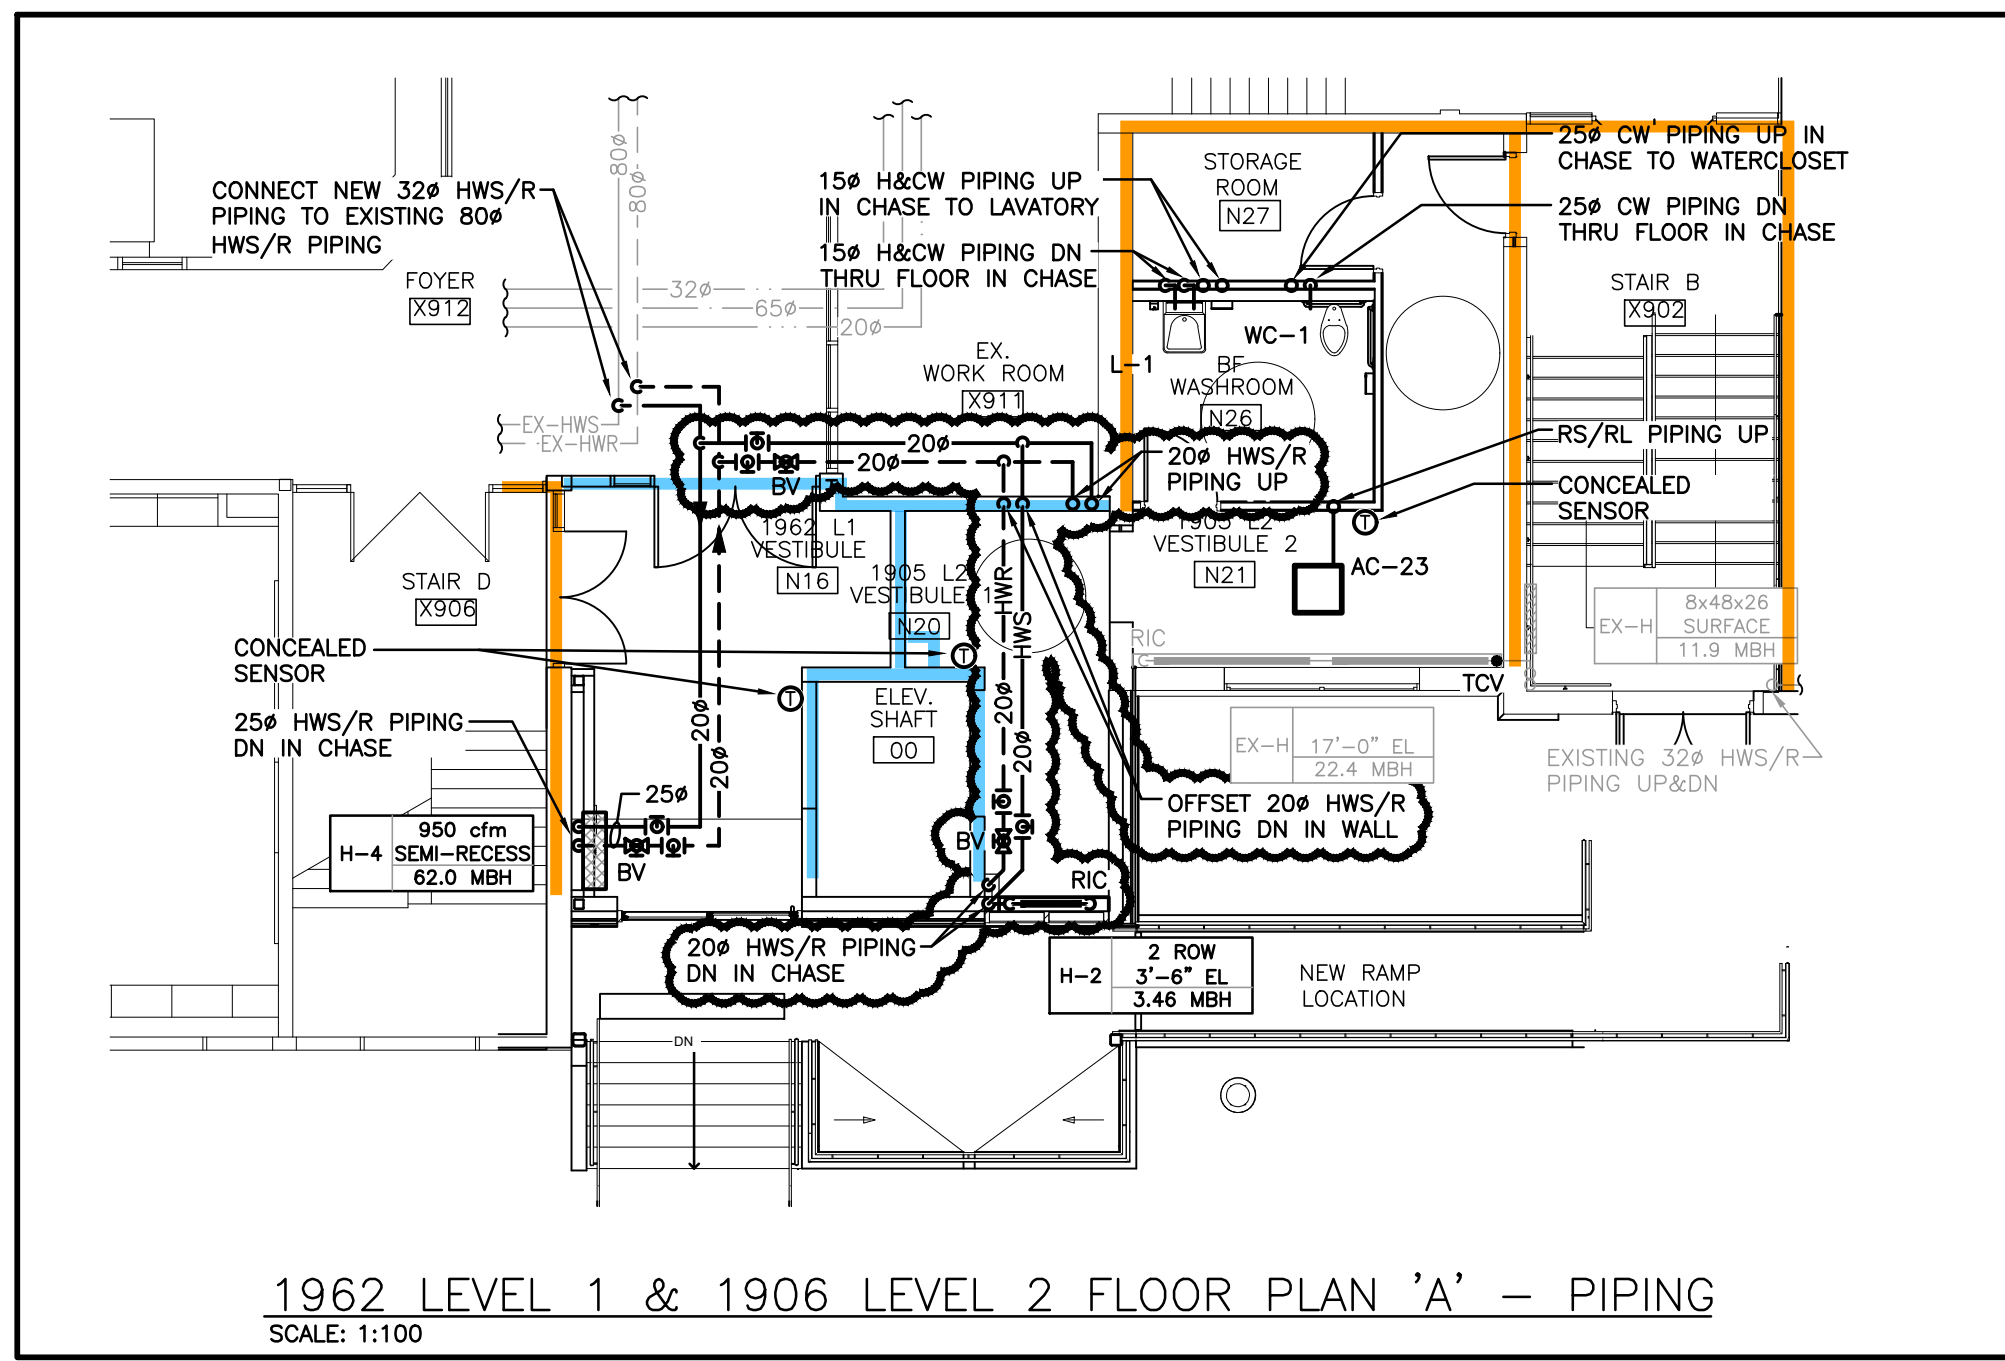 80ø
80ø
CONNECT NEW 32ø HWS/R
PIPING TO EXISTING 80ø
HWS/R PIPING
15ø H&CW PIPING UP
IN CHASE TO LAVATORY
15ø H&CW PIPING DN
THRU FLOOR IN CHASE
STORAGE
ROOM
N27
25ø CW PIPING UP IN
CHASE TO WATERCLOSET
25ø CW PIPING DN
THRU FLOOR IN CHASE
FOYER
X912
32ø
65ø
20ø
STAIR B
X902
EX.
WORK ROOM
X911
L-1
WC-1
BF
WASHROOM
N26
EX-HWS
EX-HWR
20ø
20ø
BV
20ø HWS/R
PIPING UP
RS/RL PIPING UP
CONCEALED
SENSOR
T
1962 L1
VESTIBULE
N16
1905 L2
VESTIBULE 1
N20
1905 L2
VESTIBULE 2
N21
AC-23
STAIR D
X906
HWR
HWS
EX-H
8x48x26
SURFACE
11.9 MBH
CONCEALED
SENSOR
T
T
RIC
TCV
25ø HWS/R PIPING
DN IN CHASE
20ø
20ø
ELEV.
SHAFT
00
20ø
20ø
EX-H
17'-0" EL
22.4 MBH
EXISTING 32ø HWS/R
PIPING UP&DN
25ø
OFFSET 20ø HWS/R
PIPING DN IN WALL
H-4
950 cfm
SEMI-RECESS
62.0 MBH
BV
BV
RIC
20ø HWS/R PIPING
DN IN CHASE
H-2
2 ROW
3'-6" EL
3.46 MBH
NEW RAMP
LOCATION
DN
1962 LEVEL 1 & 1906 LEVEL 2 FLOOR PLAN 'A' - PIPING
SCALE: 1:100